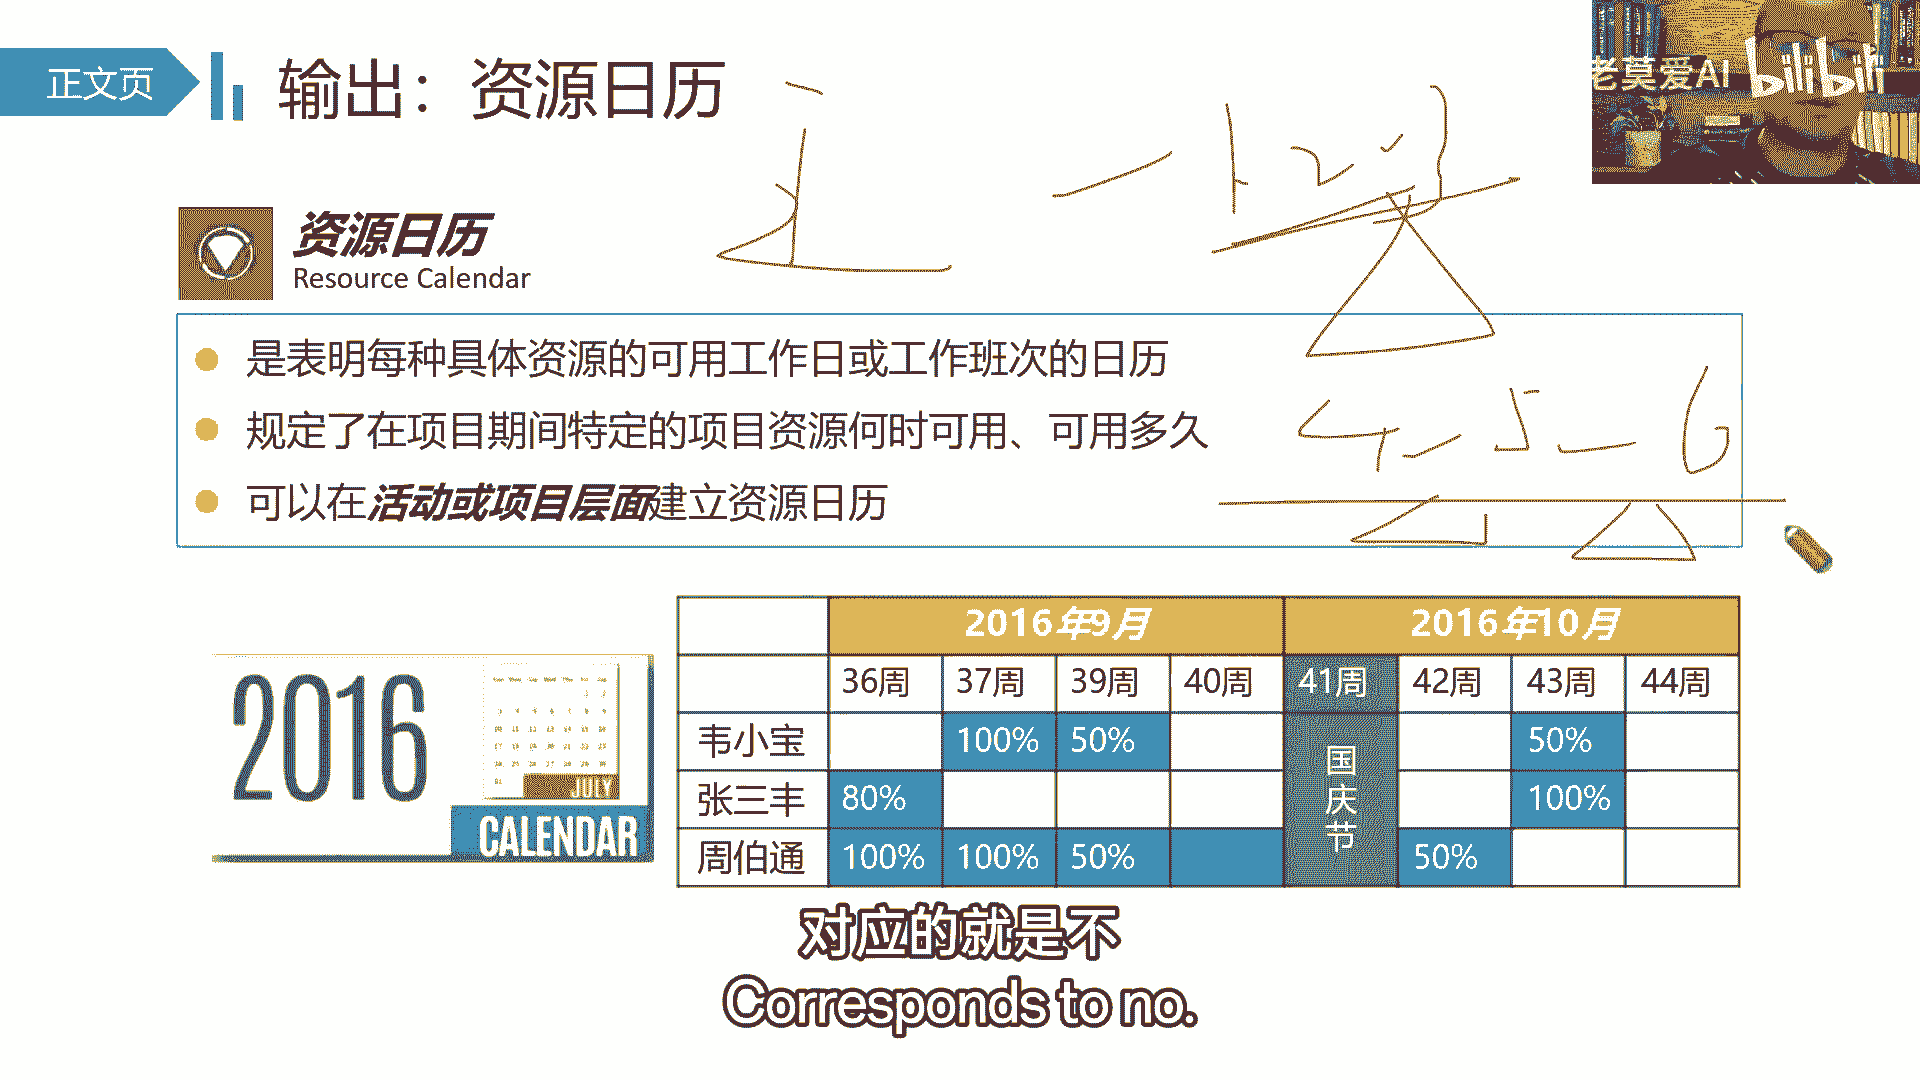 正文页
输出：资源日历
老莫爱AI bilibili
1 2 3
资源日历
Resource Calendar
是表明每种具体资源的可用工作日或工作班次的日历
规定了在项目期间特定的项目资源何时可用、可用多久
可以在活动或项目层面建立资源日历
4 - 5 - 6
2016年9月 2016年10月
36周 37周 39周 40周 41周 42周 43周 44周
韦小宝 100% 50% 50%
张三丰 80% 100%
周伯通 100% 100% 50% 50%
国庆节
2016
JULY
CALENDAR
对应的就是不
Corresponds to no.